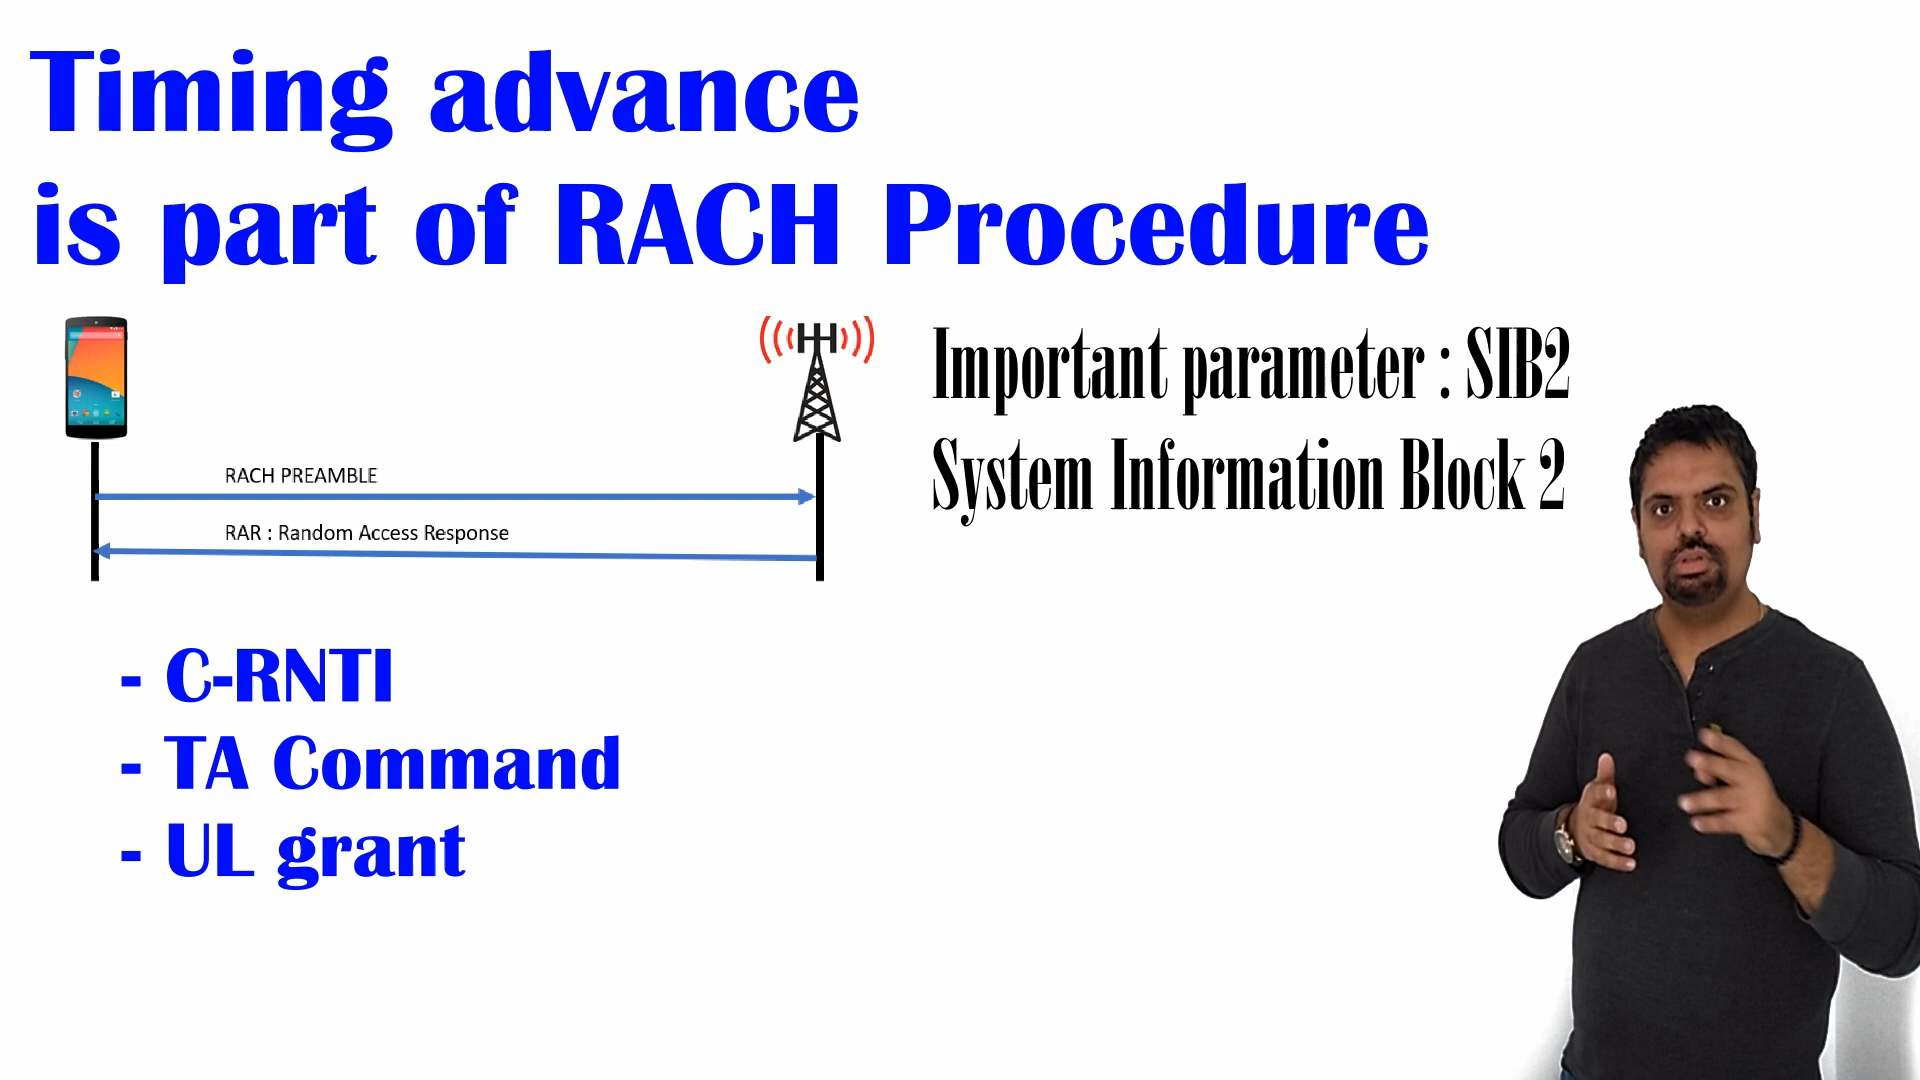 Timing advance
is part of RACH Procedure
Important parameter : SIB2
System Information Block 2
RACH PREAMBLE
RAR : Random Access Response
- C-RNTI
- TA Command
- UL grant